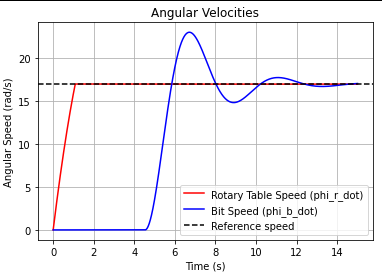 Angular Velocities
Angular Speed (rad/s)
20
15
10
5
0
Rotary Table Speed (phi_r_dot)
Bit Speed (phi_b_dot)
Reference speed
0 2 4 6 8 10 12 14
Time (s)